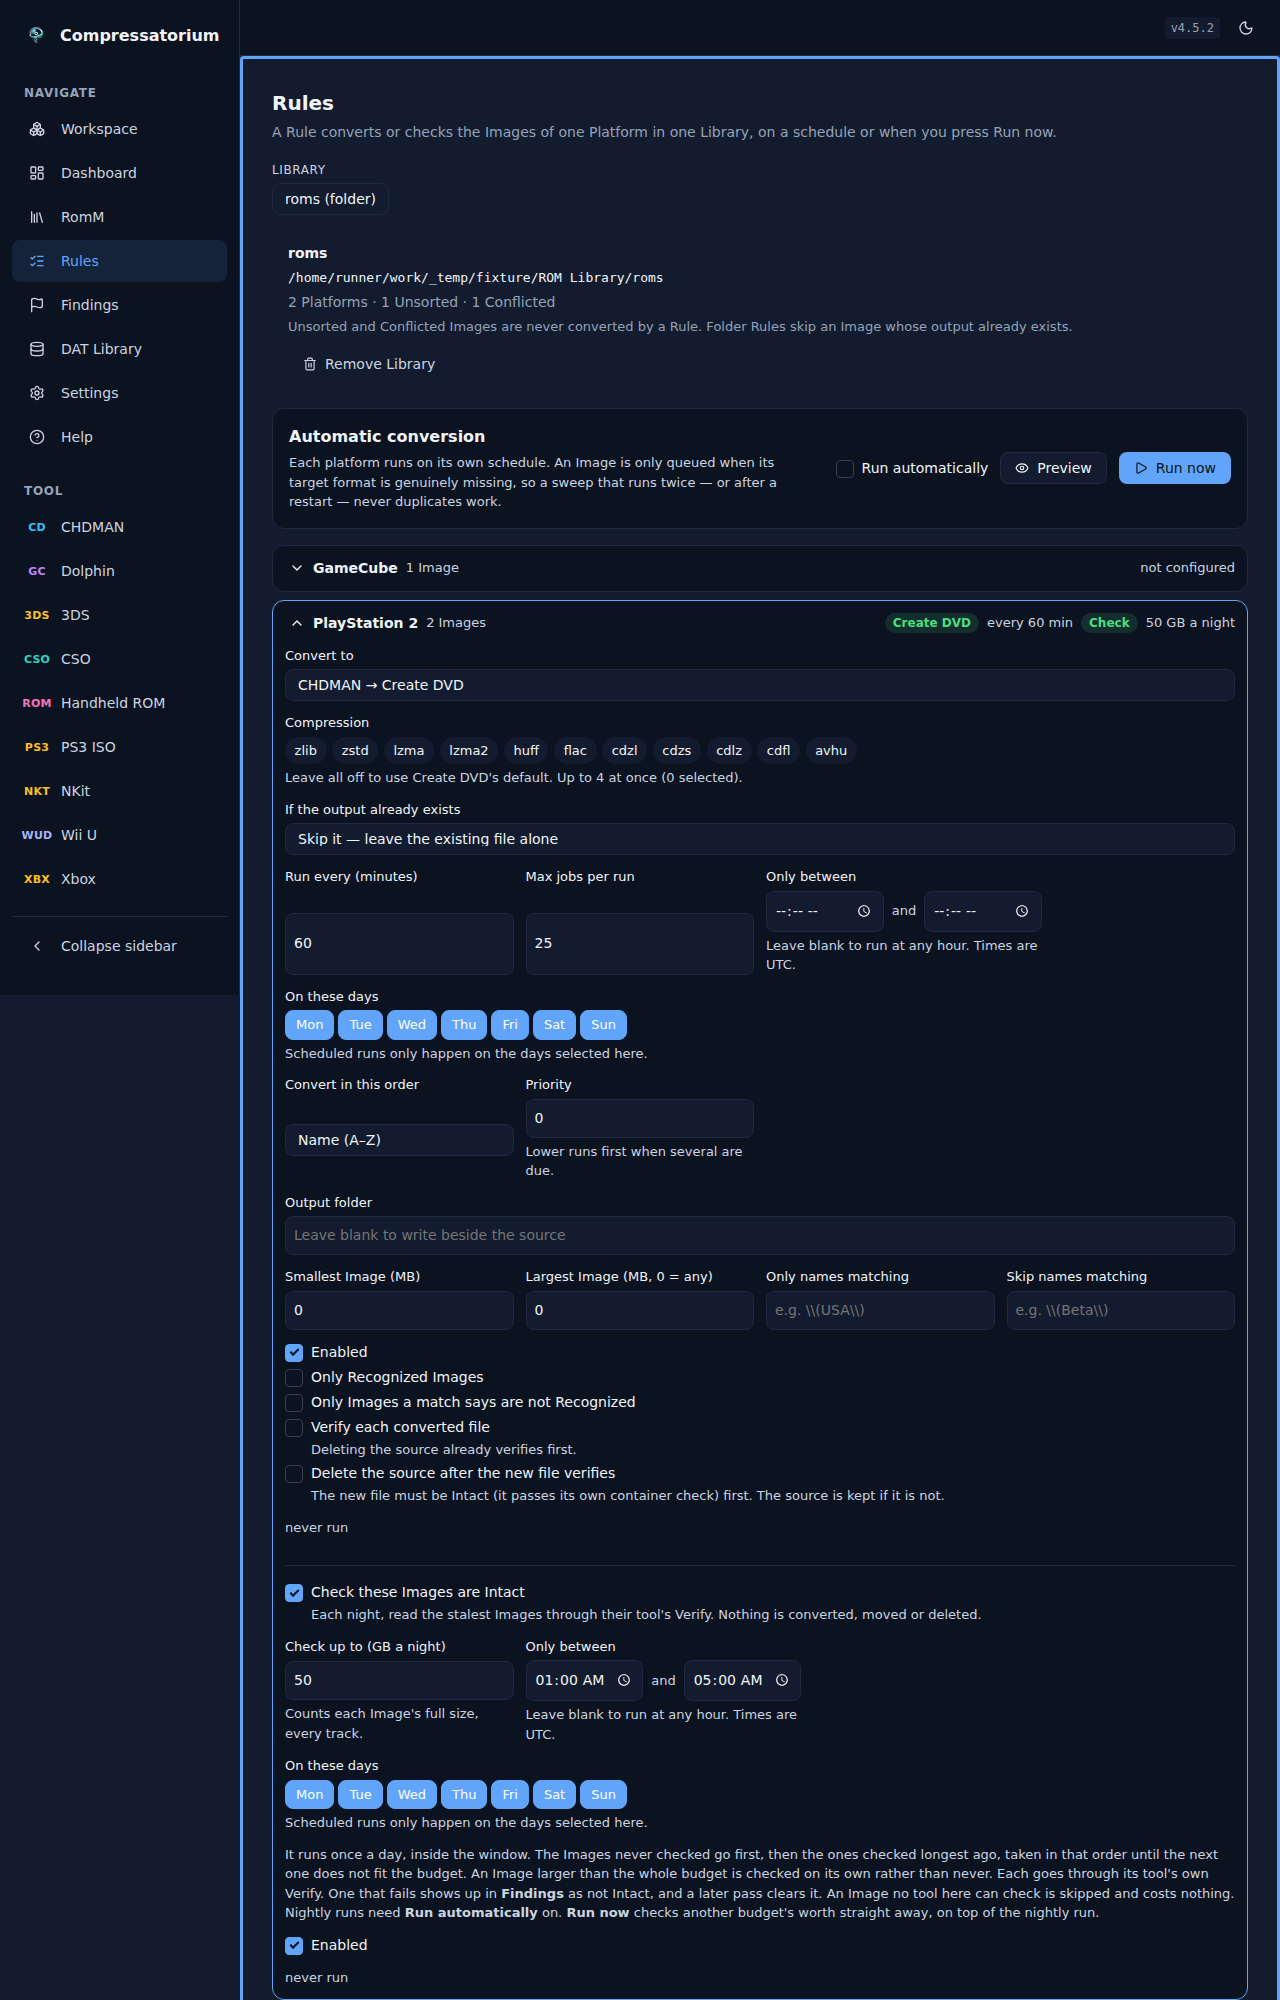 Compressatorium
v4.5.2
NAVIGATE
Workspace
Dashboard
RomM
Rules
Findings
DAT Library
Settings
Help
TOOL
CD CHDMAN
GC Dolphin
3DS 3DS
CSO CSO
ROM Handheld ROM
PS3 PS3 ISO
NKT NKit
WUD Wii U
XBX Xbox
Collapse sidebar
Rules
A Rule converts or checks the Images of one Platform in one Library, on a schedule or when you press Run now.
LIBRARY
roms (folder)
roms
/home/runner/work/_temp/fixture/ROM Library/roms
2 Platforms · 1 Unsorted · 1 Conflicted
Unsorted and Conflicted Images are never converted by a Rule. Folder Rules skip an Image whose output already exists.
Remove Library
Automatic conversion
Each platform runs on its own schedule. An Image is only queued when its
target format is genuinely missing, so a sweep that runs twice — or after a
restart — never duplicates work.
Run automatically Preview Run now
GameCube 1 Image not configured
PlayStation 2 2 Images Create DVD every 60 min Check 50 GB a night
Convert to
CHDMAN → Create DVD
Compression
zlib zstd lzma lzma2 huff flac cdzl cdzs cdlz cdfl avhu
Leave all off to use Create DVD's default. Up to 4 at once (0 selected).
If the output already exists
Skip it — leave the existing file alone
Run every (minutes) Max jobs per run Only between
60 25 --:-- -- and --:-- --
Leave blank to run at any hour. Times are
UTC.
On these days
Mon Tue Wed Thu Fri Sat Sun
Scheduled runs only happen on the days selected here.
Convert in this order Priority
Name (A–Z) 0
Lower runs first when several are
due.
Output folder
Leave blank to write beside the source
Smallest Image (MB) Largest Image (MB, 0 = any) Only names matching Skip names matching
0 0 e.g. \\(USA\\) e.g. \\(Beta\\)
Enabled
Only Recognized Images
Only Images a match says are not Recognized
Verify each converted file
Deleting the source already verifies first.
Delete the source after the new file verifies
The new file must be Intact (it passes its own container check) first. The source is kept if it is not.
never run
Check these Images are Intact
Each night, read the stalest Images through their tool's Verify. Nothing is converted, moved or deleted.
Check up to (GB a night) Only between
50 01:00 AM and 05:00 AM
Counts each Image's full size,
every track.
Leave blank to run at any hour. Times are
UTC.
On these days
Mon Tue Wed Thu Fri Sat Sun
Scheduled runs only happen on the days selected here.
It runs once a day, inside the window. The Images never checked go first, then the ones checked longest ago, taken in that order until the next
one does not fit the budget. An Image larger than the whole budget is checked on its own rather than never. Each goes through its tool's own
Verify. One that fails shows up in Findings as not Intact, and a later pass clears it. An Image no tool here can check is skipped and costs nothing.
Nightly runs need Run automatically on. Run now checks another budget's worth straight away, on top of the nightly run.
Enabled
never run